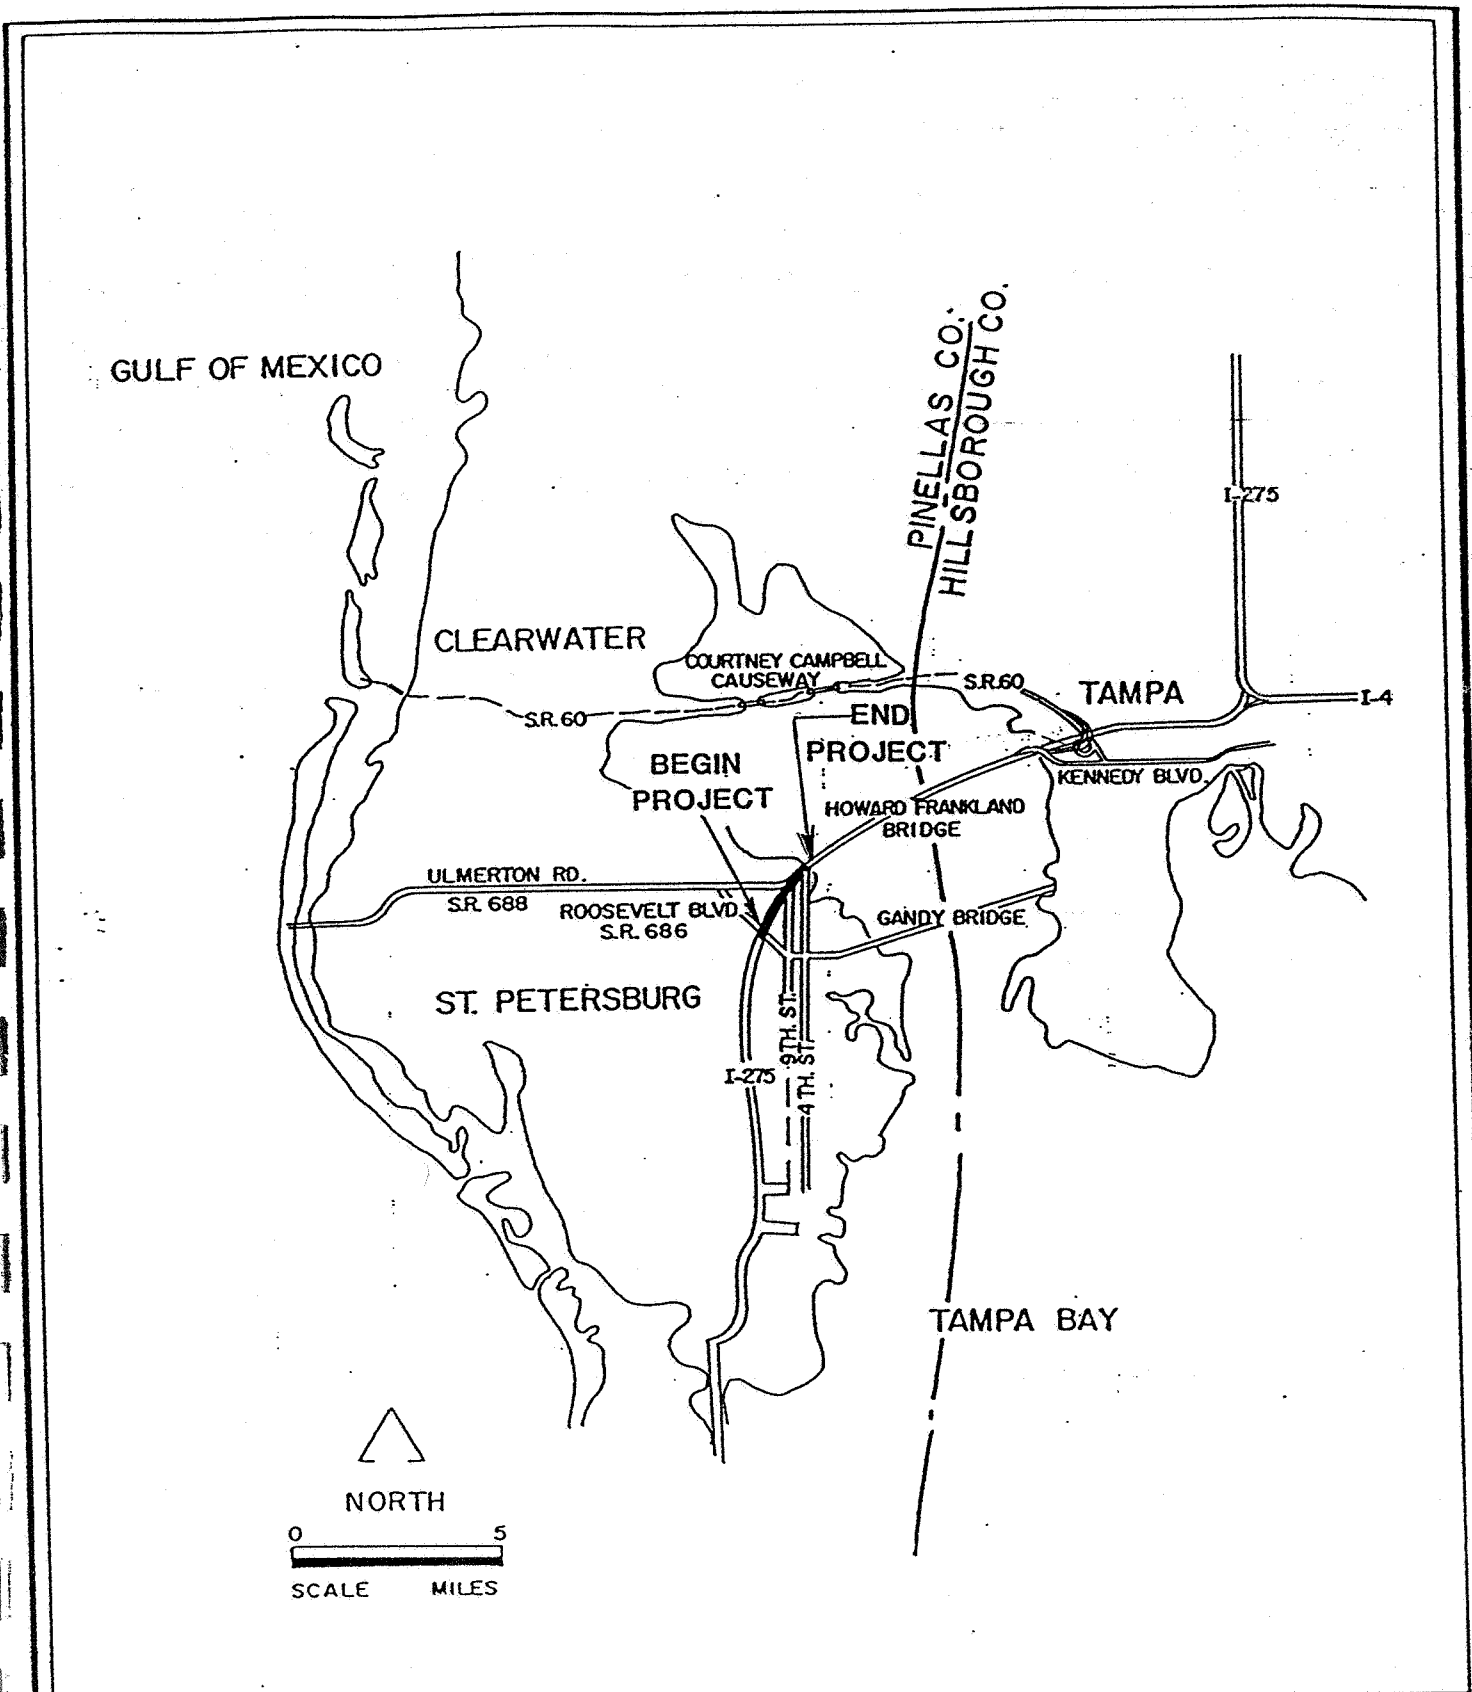 PINELLAS CO.
HILLSBOROUGH CO.
GULF OF MEXICO
I-275
CLEARWATER
COURTNEY CAMPBELL
CAUSEWAY
S.R.60
TAMPA
I-4
S.R.60
END
PROJECT
BEGIN
PROJECT
KENNEDY BLVD.
HOWARD FRANKLAND
BRIDGE
ULMERTON RD.
S.R. 688
ROOSEVELT BLVD.
S.R. 686
GANDY BRIDGE
ST. PETERSBURG
9TH. ST.
4TH. ST.
I-275
TAMPA BAY
NORTH
0 5
SCALE MILES